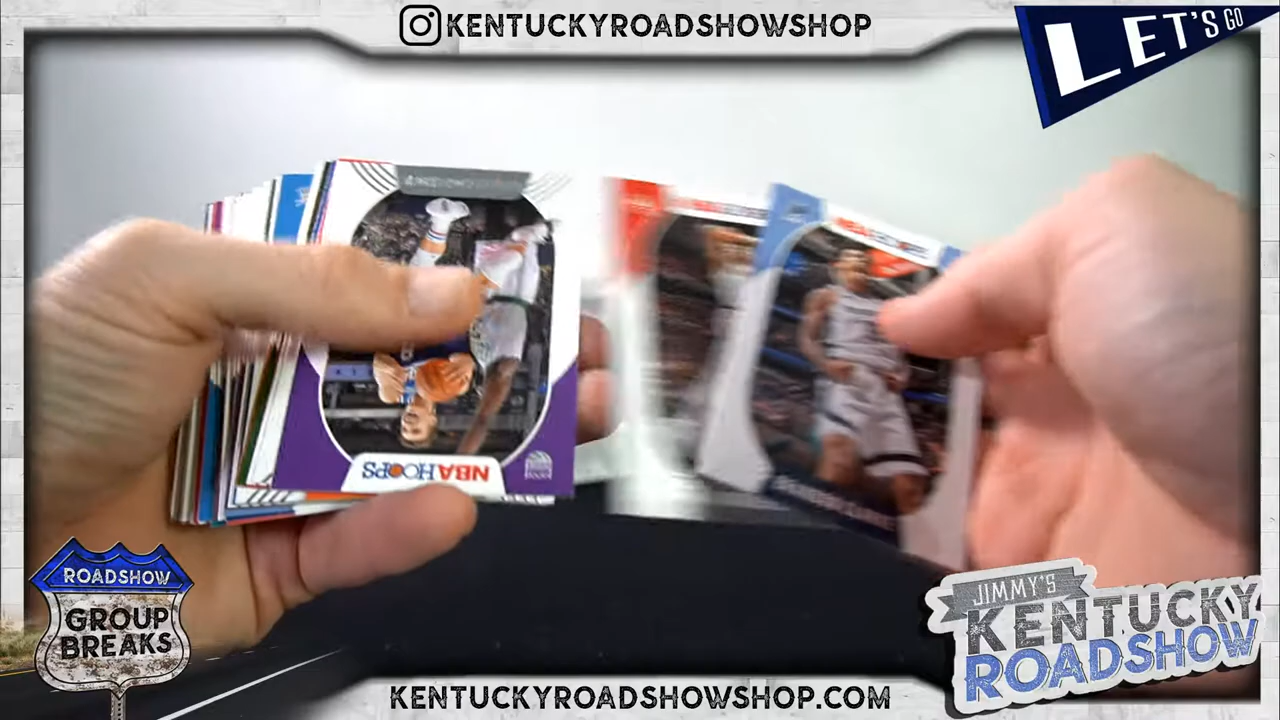 KENTUCKYROADSHOWSHOP
LET'S GO
NBA HOOPS
ROADSHOW
GROUP
BREAKS
JIMMY'S
KENTUCKY
ROADSHOW
KENTUCKYROADSHOWSHOP.COM